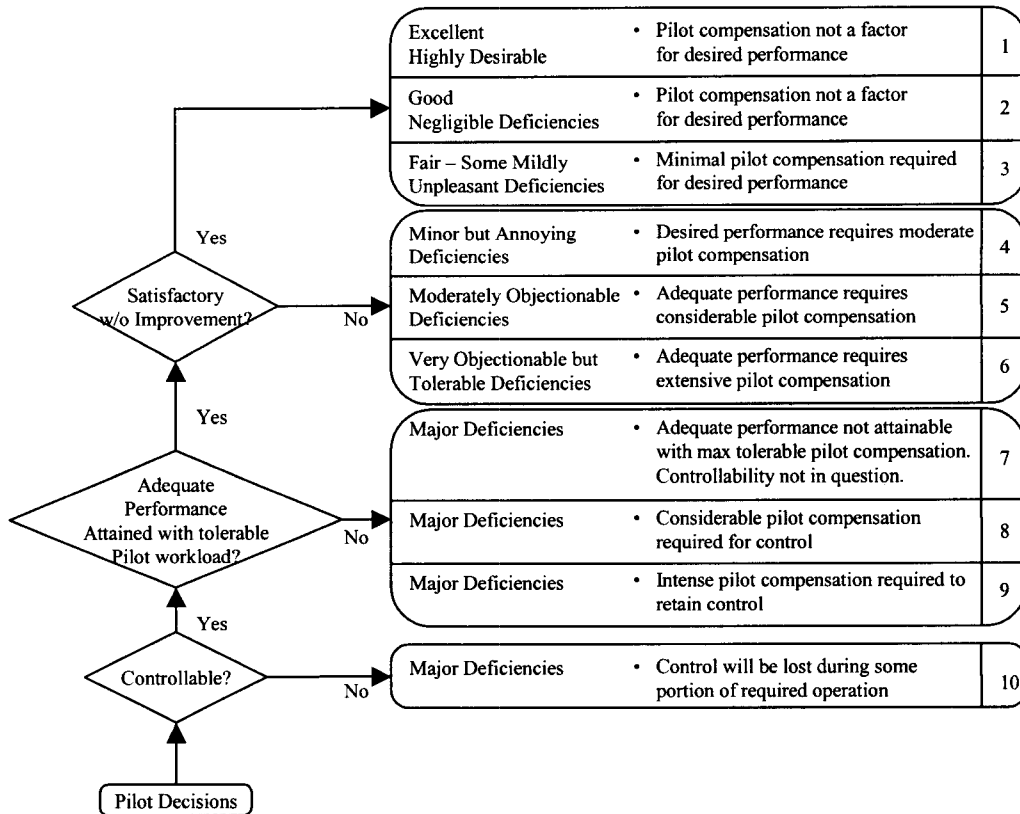 Excellent
Highly Desirable
• Pilot compensation not a factor
for desired performance
1
Good
Negligible Deficiencies
• Pilot compensation not a factor
for desired performance
2
Fair – Some Mildly
Unpleasant Deficiencies
• Minimal pilot compensation required
for desired performance
3
Yes
Satisfactory
w/o Improvement?
No
Minor but Annoying
Deficiencies
• Desired performance requires moderate
pilot compensation
4
Moderately Objectionable
Deficiencies
• Adequate performance requires
considerable pilot compensation
5
Very Objectionable but
Tolerable Deficiencies
• Adequate performance requires
extensive pilot compensation
6
Yes
Adequate
Performance
Attained with tolerable
Pilot workload?
No
Major Deficiencies
• Adequate performance not attainable
with max tolerable pilot compensation.
Controllability not in question.
7
Major Deficiencies
• Considerable pilot compensation
required for control
8
Major Deficiencies
• Intense pilot compensation required to
retain control
9
Yes
Controllable?
No
Major Deficiencies
• Control will be lost during some
portion of required operation
10
Pilot Decisions